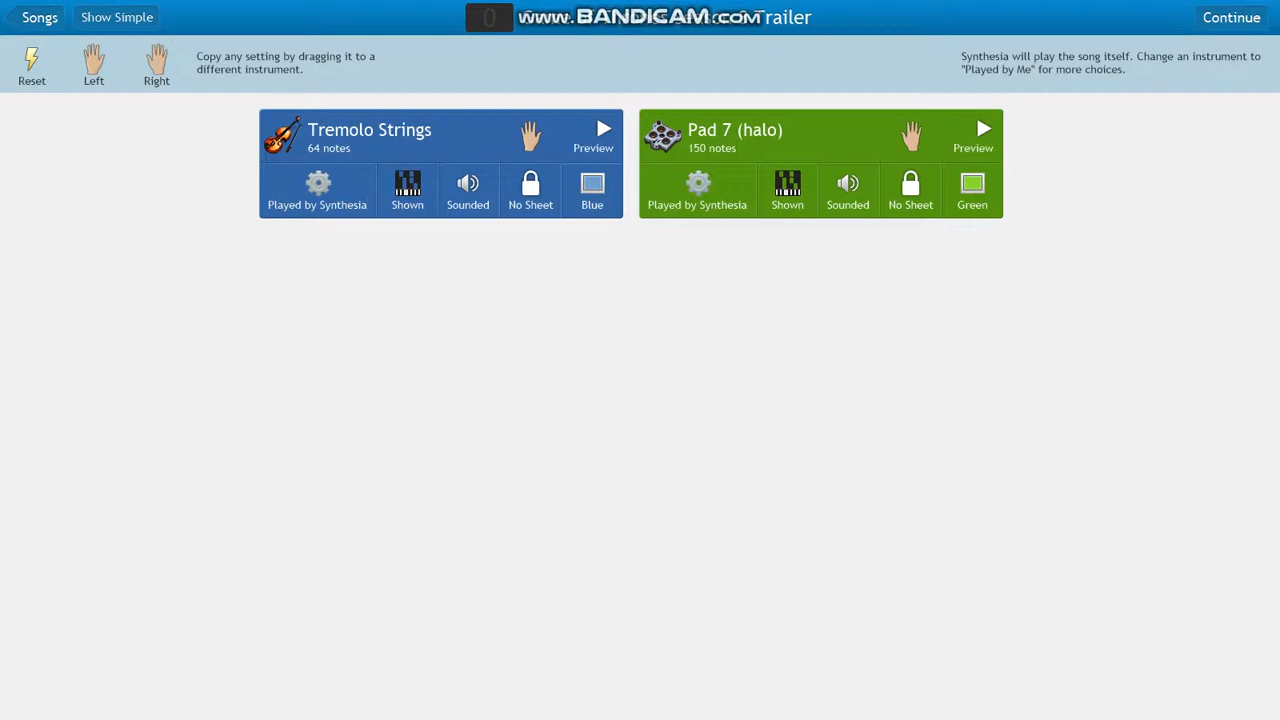 Songs
Show Simple
0
www.BANDICAM.com
Trailer
Continue
Reset
Left
Right
Copy any setting by dragging it to a
different instrument.
Synthesia will play the song itself. Change an instrument to
"Played by Me" for more choices.
Tremolo Strings
64 notes
Preview
Played by Synthesia
Shown
Sounded
No Sheet
Blue
Pad 7 (halo)
150 notes
Preview
Played by Synthesia
Shown
Sounded
No Sheet
Green